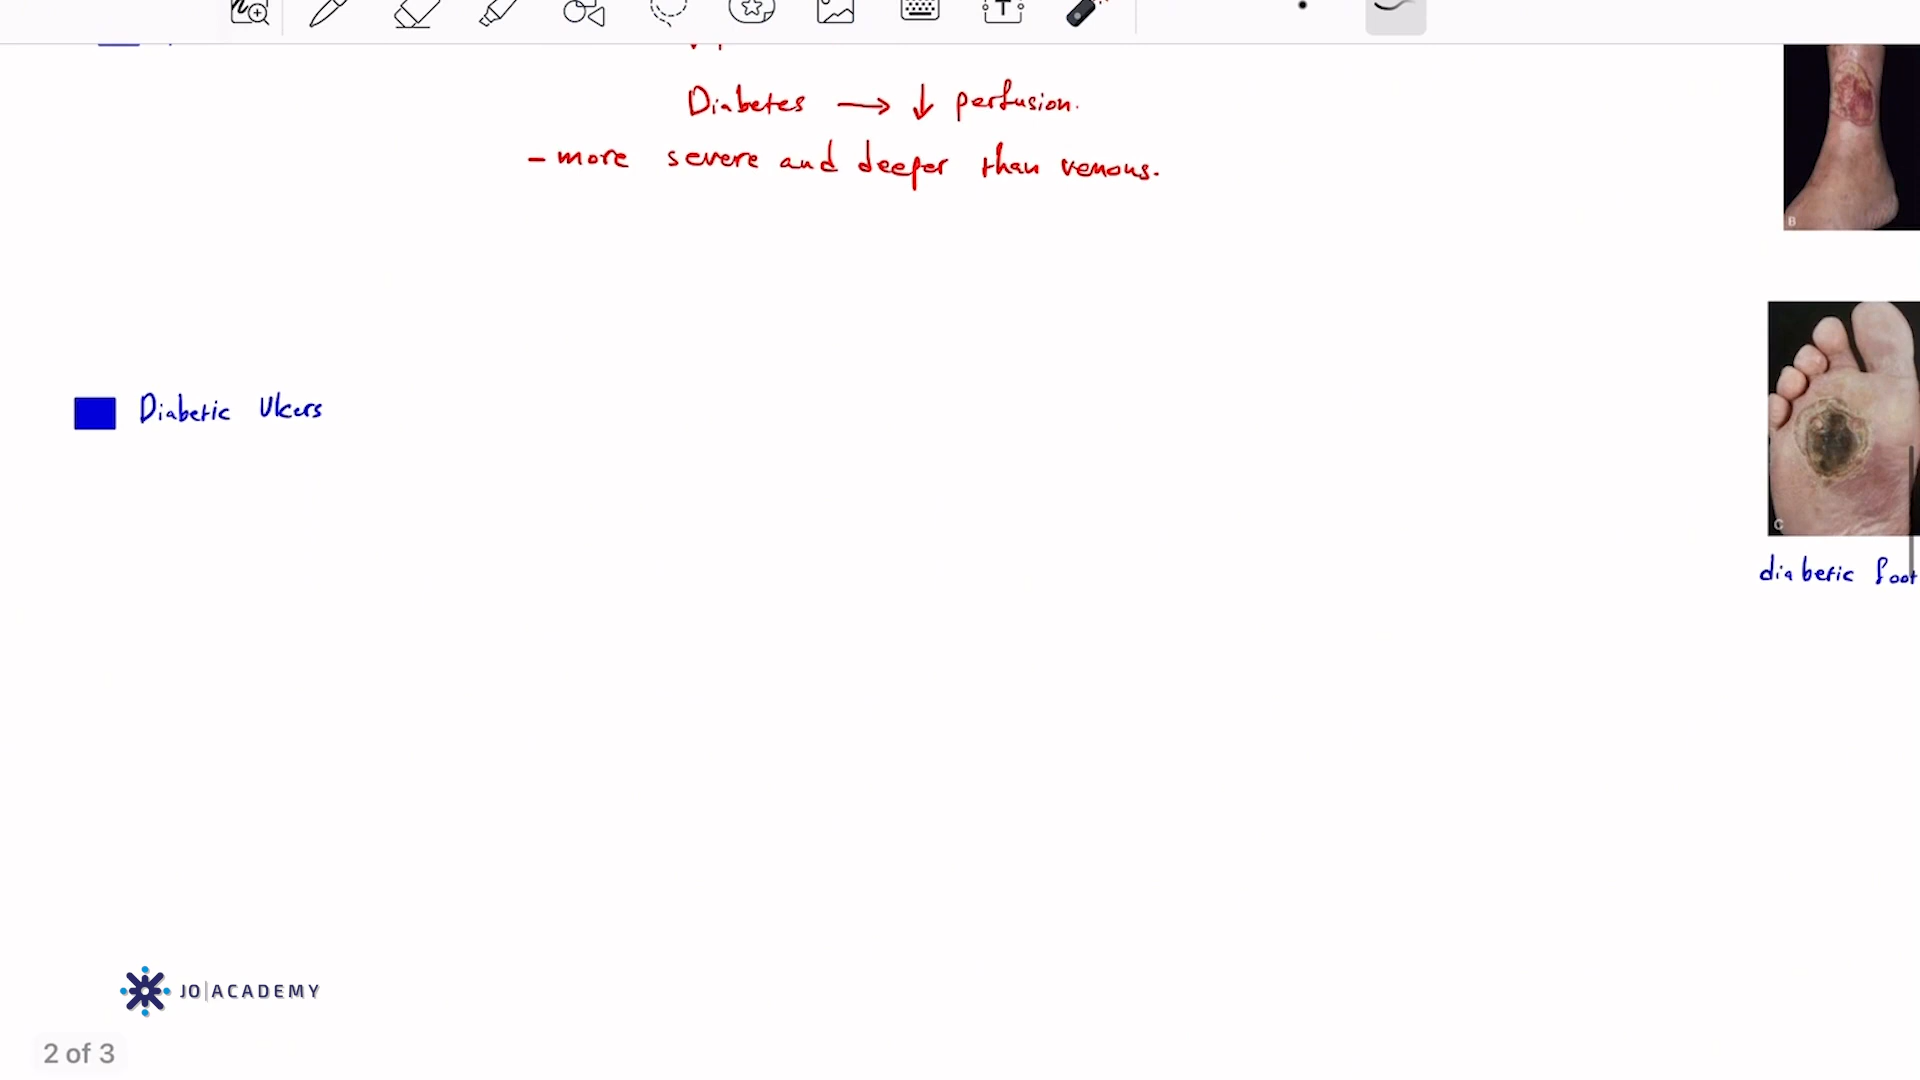 Diabetes → ↓ perfusion.
- more severe and deeper than venous.
B
Diabetic Ulcers
C
diabetic foot
JO|ACADEMY
2 of 3